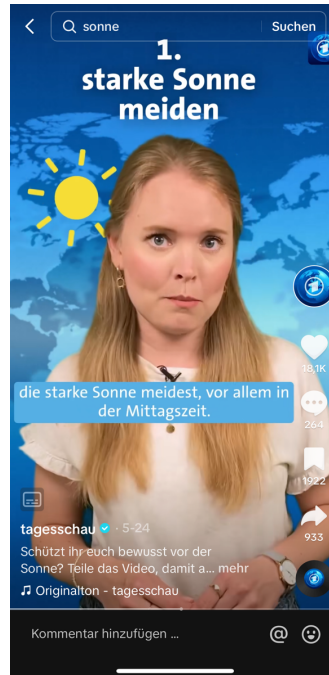 sonne
Suchen
1.
starke Sonne
meiden
18,1K
die starke Sonne meidest, vor allem in
der Mittagszeit.
264
1922
tagesschau · 5-24
933
Schützt ihr euch bewusst vor der
Sonne? Teile das Video, damit a... mehr
Originalton - tagesschau
Kommentar hinzufügen ...
@